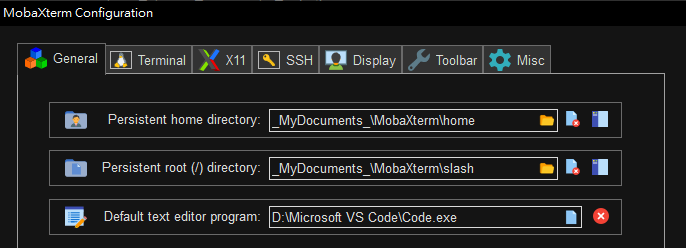 MobaXterm Configuration
General
Terminal
X11
SSH
Display
Toolbar
Misc
Persistent home directory: _MyDocuments_\MobaXterm\home
Persistent root (/) directory: _MyDocuments_\MobaXterm\slash
Default text editor program: D:\Microsoft VS Code\Code.exe